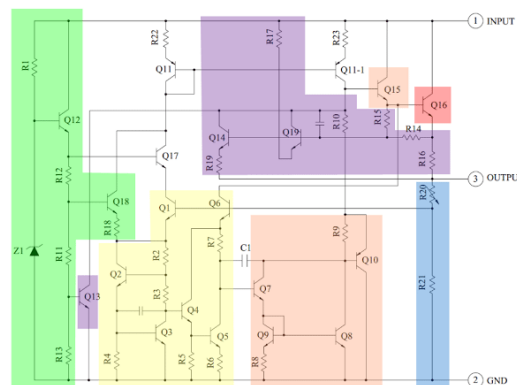 1 INPUT
R22
R17
R23
R1
Q11
Q11-1
Q15
Q16
Q12
R10
R15
Q14
Q19
R14
Q17
R19
R16
R12
3 OUTPUT
Q18
R20
R18
Q1
Q6
R11
Z1
Q2
R2
R7
C1
R9
Q10
R21
R3
Q13
Q4
Q7
Q3
Q5
Q9
Q8
R13
R4
R5
R6
R8
2 GND